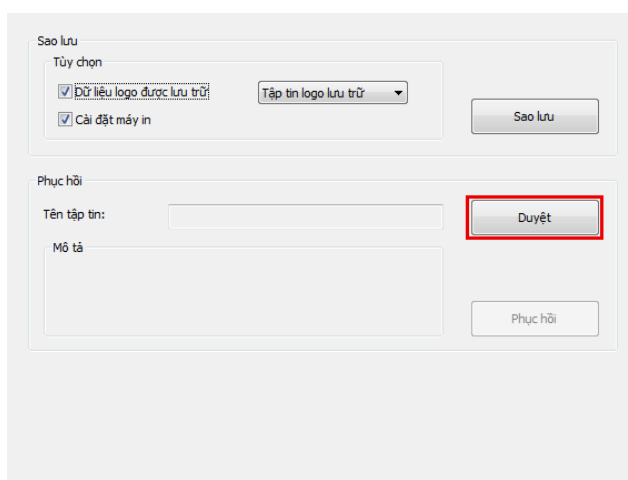 Sao lưu
Tùy chọn
Dữ liệu logo được lưu trữ
Tập tin logo lưu trữ
Cài đặt máy in
Sao lưu
Phục hồi
Tên tập tin:
Duyệt
Mô tả
Phục hồi